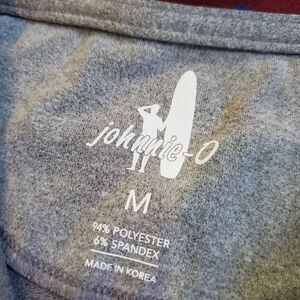 johnnie-O
M
94% POLYESTER
6% SPANDEX
MADE IN KOREA